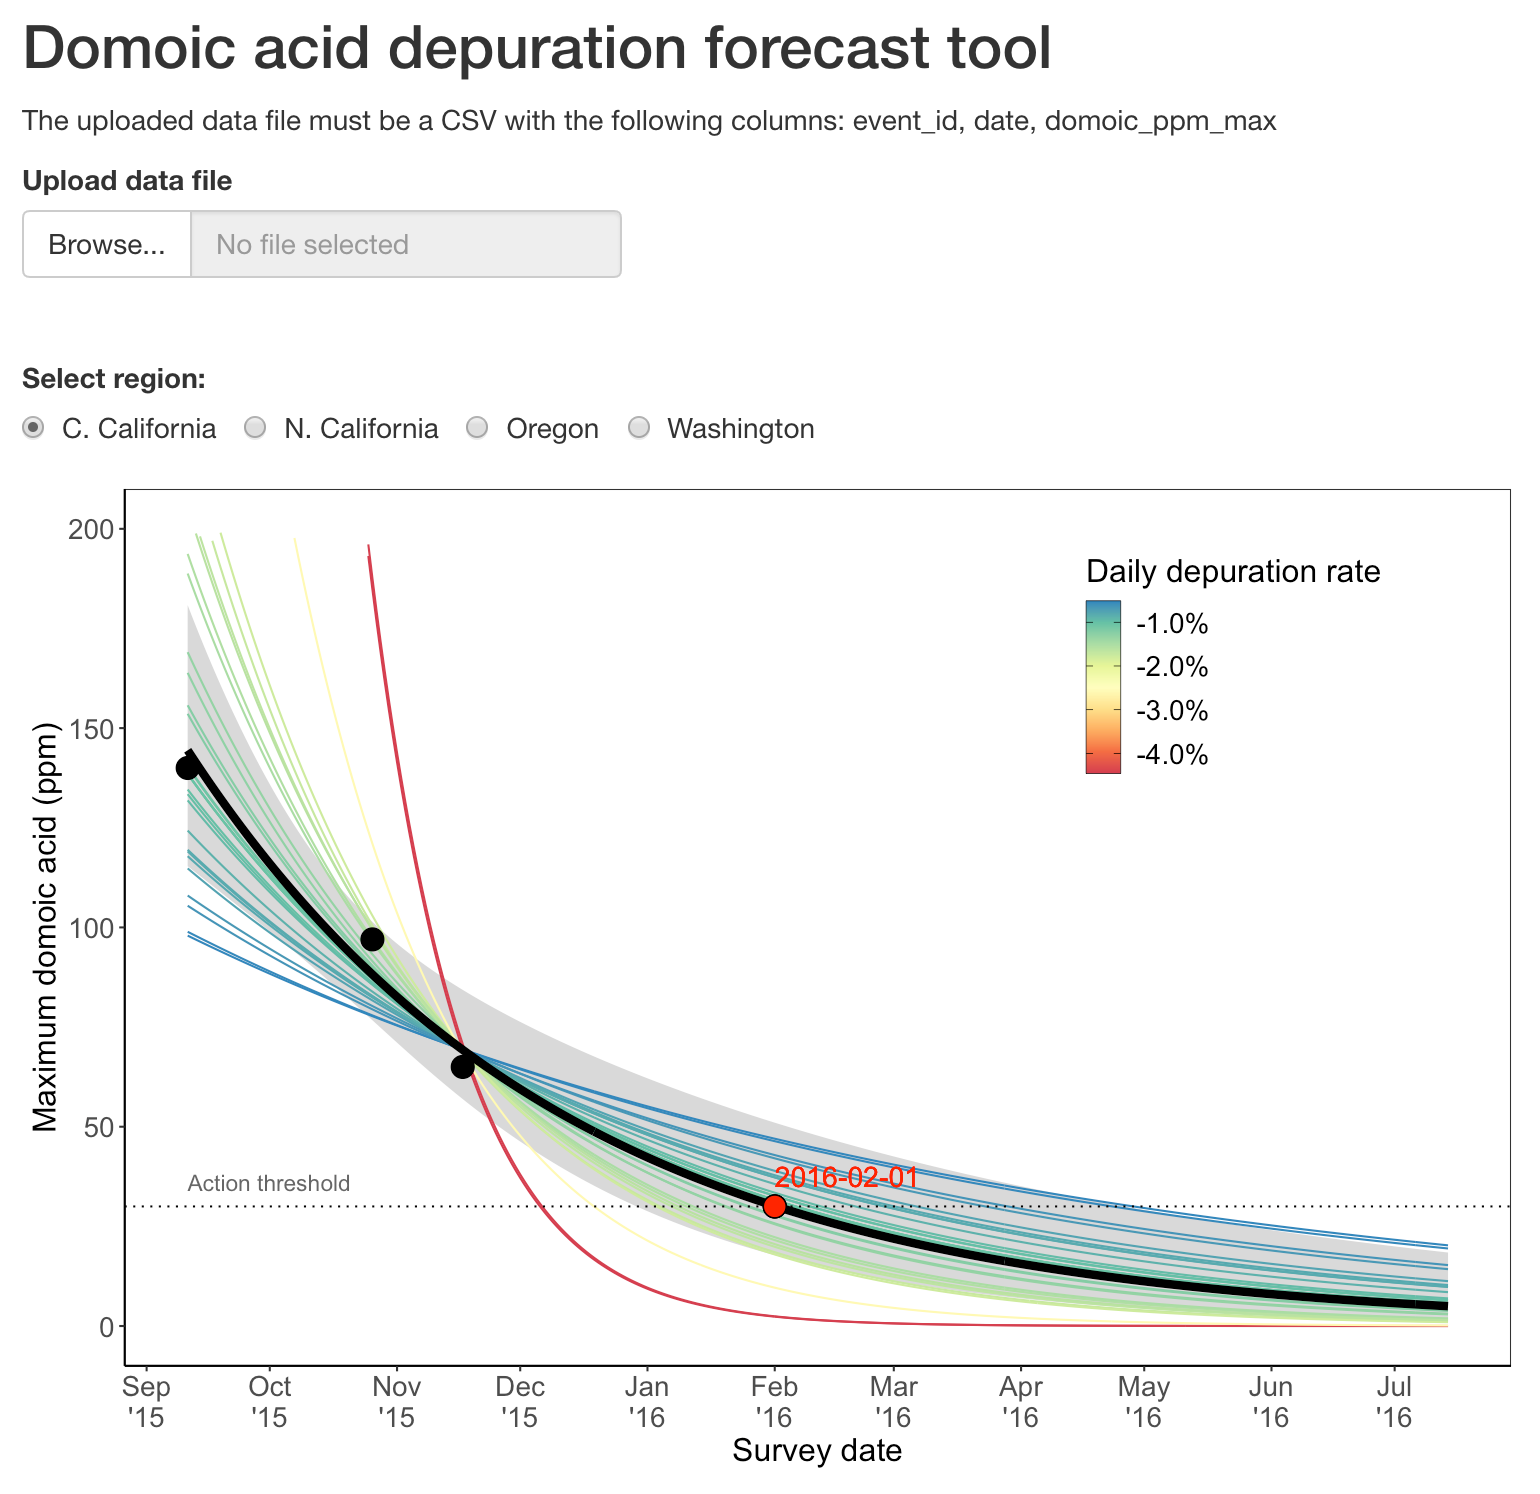 Domoic acid depuration forecast tool
The uploaded data file must be a CSV with the following columns: event_id, date, domoic_ppm_max
Upload data file
Browse... No file selected
Select region:
C. California N. California Oregon Washington
200
150
100
50
0
Maximum domoic acid (ppm)
Daily depuration rate
-1.0%
-2.0%
-3.0%
-4.0%
Action threshold
2016-02-01
Sep Oct Nov Dec Jan Feb Mar Apr May Jun Jul
'15 '15 '15 '15 '16 '16 '16 '16 '16 '16 '16
Survey date